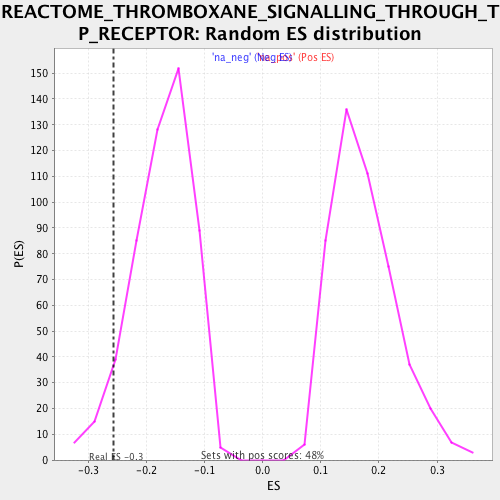 REACTOME_THROMBOXANE_SIGNALLING_THROUGH_T
P_RECEPTOR: Random ES distribution
'na_neg' (Neg ES)
'na_pos' (Pos ES)
P(ES)
150
140
130
120
110
100
90
80
70
60
50
40
30
20
10
0
Real ES -0.3
Sets with pos scores: 48%
-0.3 -0.2 -0.1 0.0 0.1 0.2 0.3
ES